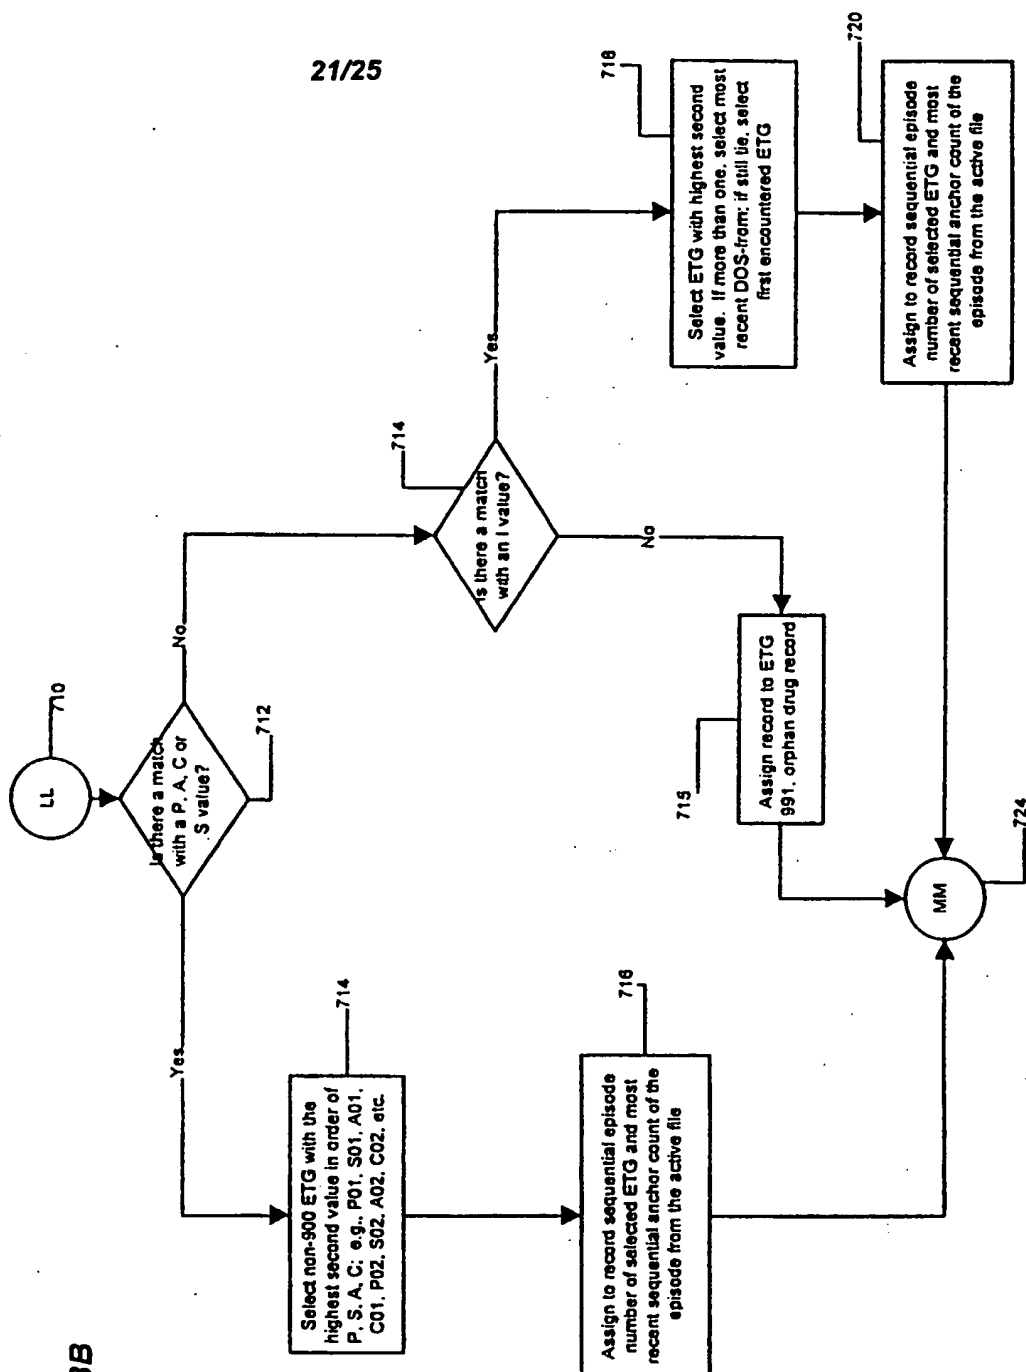 21/25
8B
LL
710
Is there a match
with a P, A, C or
S value?
712
Yes
No
Select non-900 ETG with the
highest second value in order of
P, S, A, C; e.g., P01, S01, A01,
C01, P02, S02, A02, C02, etc.
714
Assign to record sequential episode
number of selected ETG and most
recent sequential anchor count of the
episode from the active file
716
Is there a match
with an I value?
714
No
Yes
Assign record to ETG
991, orphan drug record
715
Select ETG with highest second
value. If more than one, select most
recent DOS-from; if still tie, select
first encountered ETG
718
Assign to record sequential episode
number of selected ETG and most
recent sequential anchor count of the
episode from the active file
720
MM
724